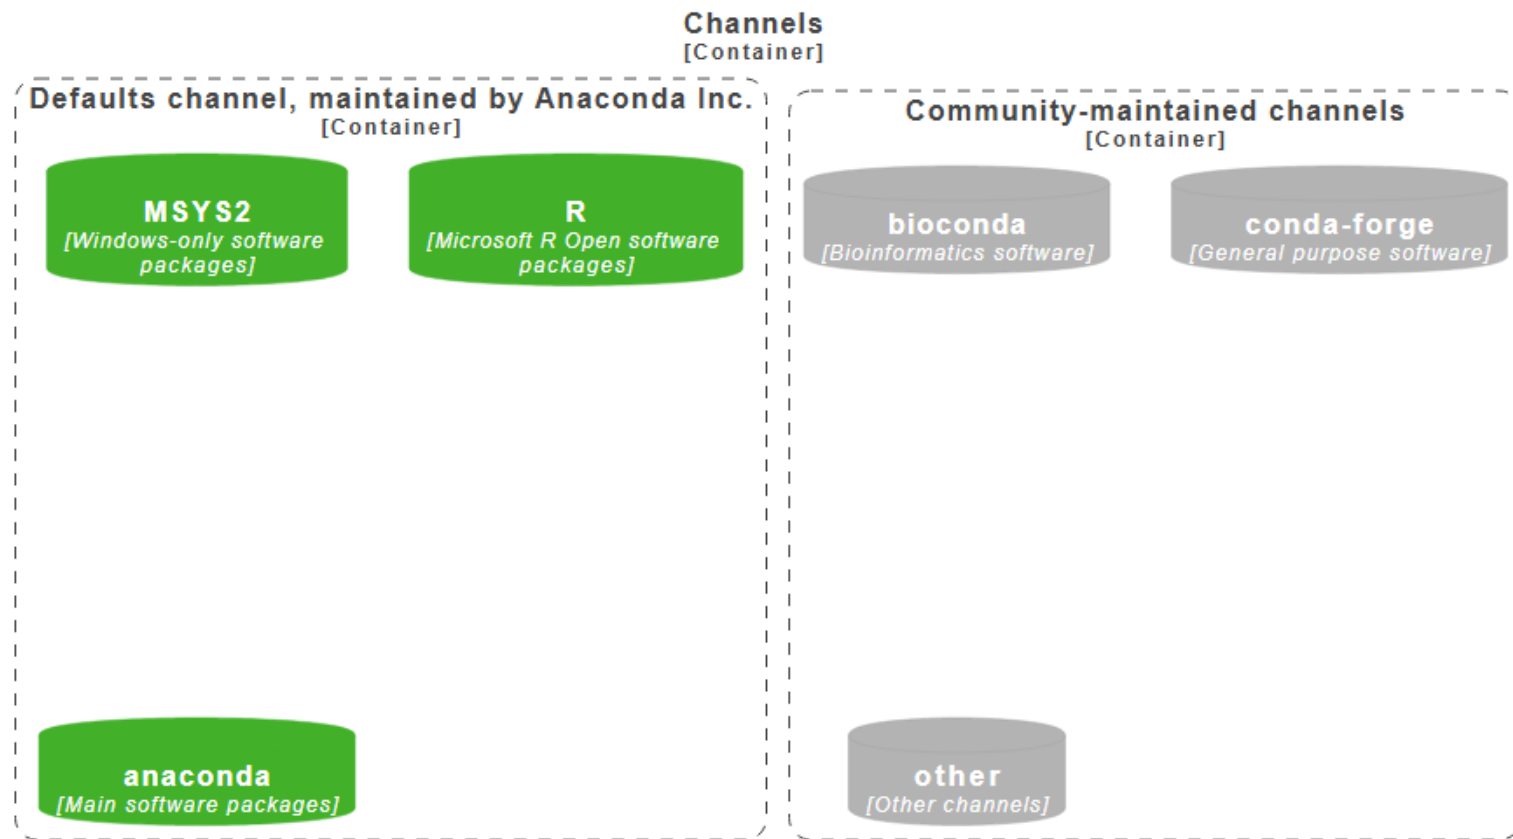 Channels
[Container]
Defaults channel, maintained by Anaconda Inc.
[Container]
MSYS2
[Windows-only software
packages]
R
[Microsoft R Open software
packages]
anaconda
[Main software packages]
Community-maintained channels
[Container]
bioconda
[Bioinformatics software]
conda-forge
[General purpose software]
other
[Other channels]